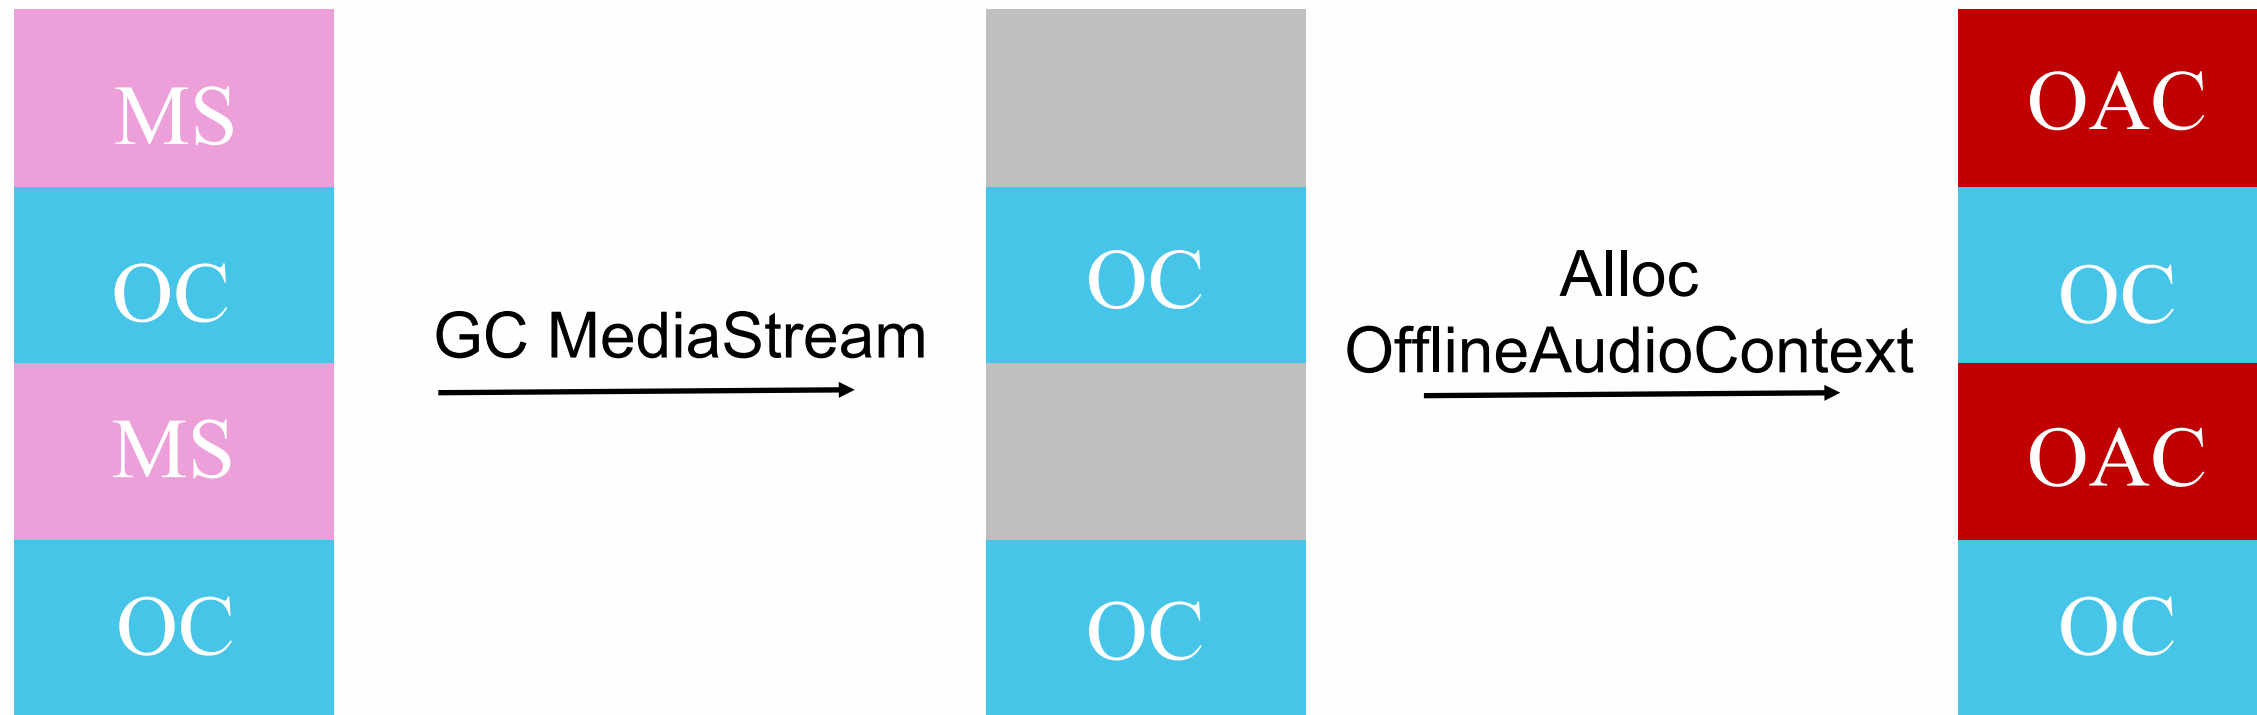 MS
OC
MS
OC
GC MediaStream
OC
OC
Alloc
OfflineAudioContext
OAC
OC
OAC
OC